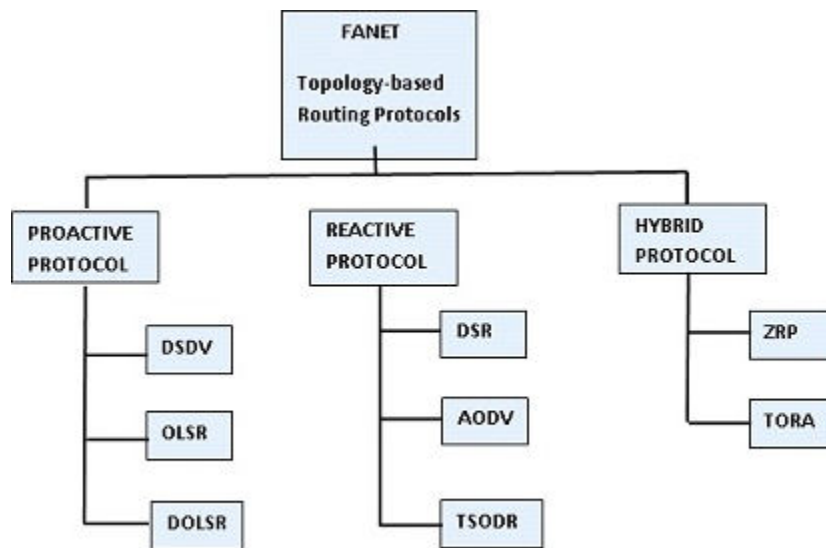 FANET
Topology-based
Routing Protocols
PROACTIVE
PROTOCOL
REACTIVE
PROTOCOL
HYBRID
PROTOCOL
DSDV
OLSR
DOLSR
DSR
AODV
TSODR
ZRP
TORA